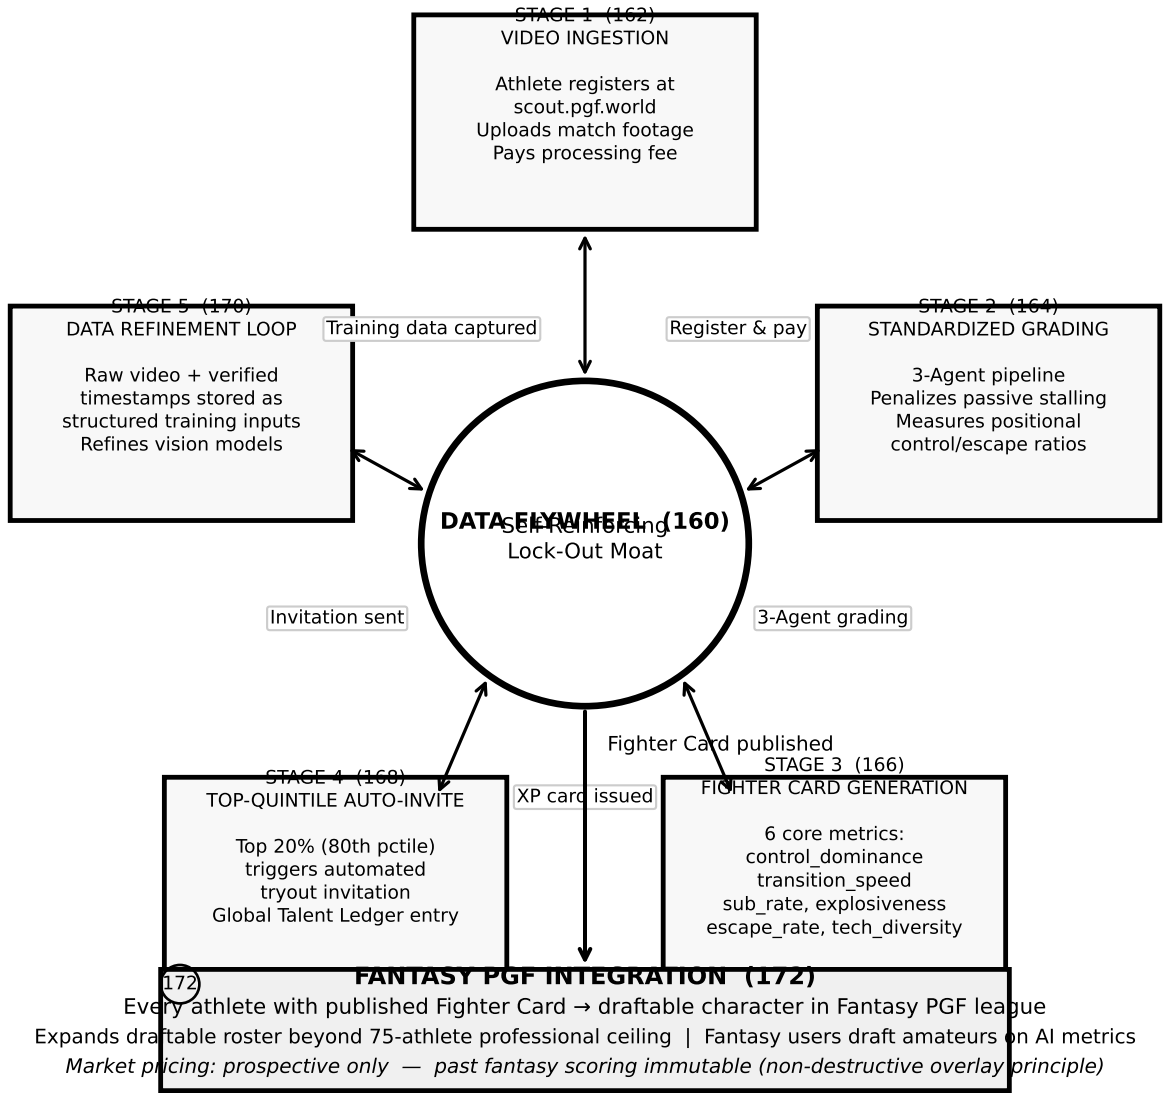 STAGE 1  (162)
VIDEO INGESTION
Athlete registers at
scout.pgf.world
Uploads match footage
Pays processing fee
STAGE 5  (170)
DATA REFINEMENT LOOP
Raw video + verified
timestamps stored as
structured training inputs
Refines vision models
Training data captured
Register & pay
STAGE 2  (164)
STANDARDIZED GRADING
3-Agent pipeline
Penalizes passive stalling
Measures positional
control/escape ratios
DATA FLYWHEEL  (160)
Self-Reinforcing
Lock-Out Moat
Invitation sent
3-Agent grading
Fighter Card published
XP card issued
STAGE 4  (168)
TOP-QUINTILE AUTO-INVITE
Top 20% (80th pctile)
triggers automated
tryout invitation
Global Talent Ledger entry
STAGE 3  (166)
FIGHTER CARD GENERATION
6 core metrics:
control_dominance
transition_speed
sub_rate, explosiveness
escape_rate, tech_diversity
172
FANTASY PGF INTEGRATION  (172)
Every athlete with published Fighter Card → draftable character in Fantasy PGF league
Expands draftable roster beyond 75-athlete professional ceiling  |  Fantasy users draft amateurs on AI metrics
Market pricing: prospective only  —  past fantasy scoring immutable (non-destructive overlay principle)